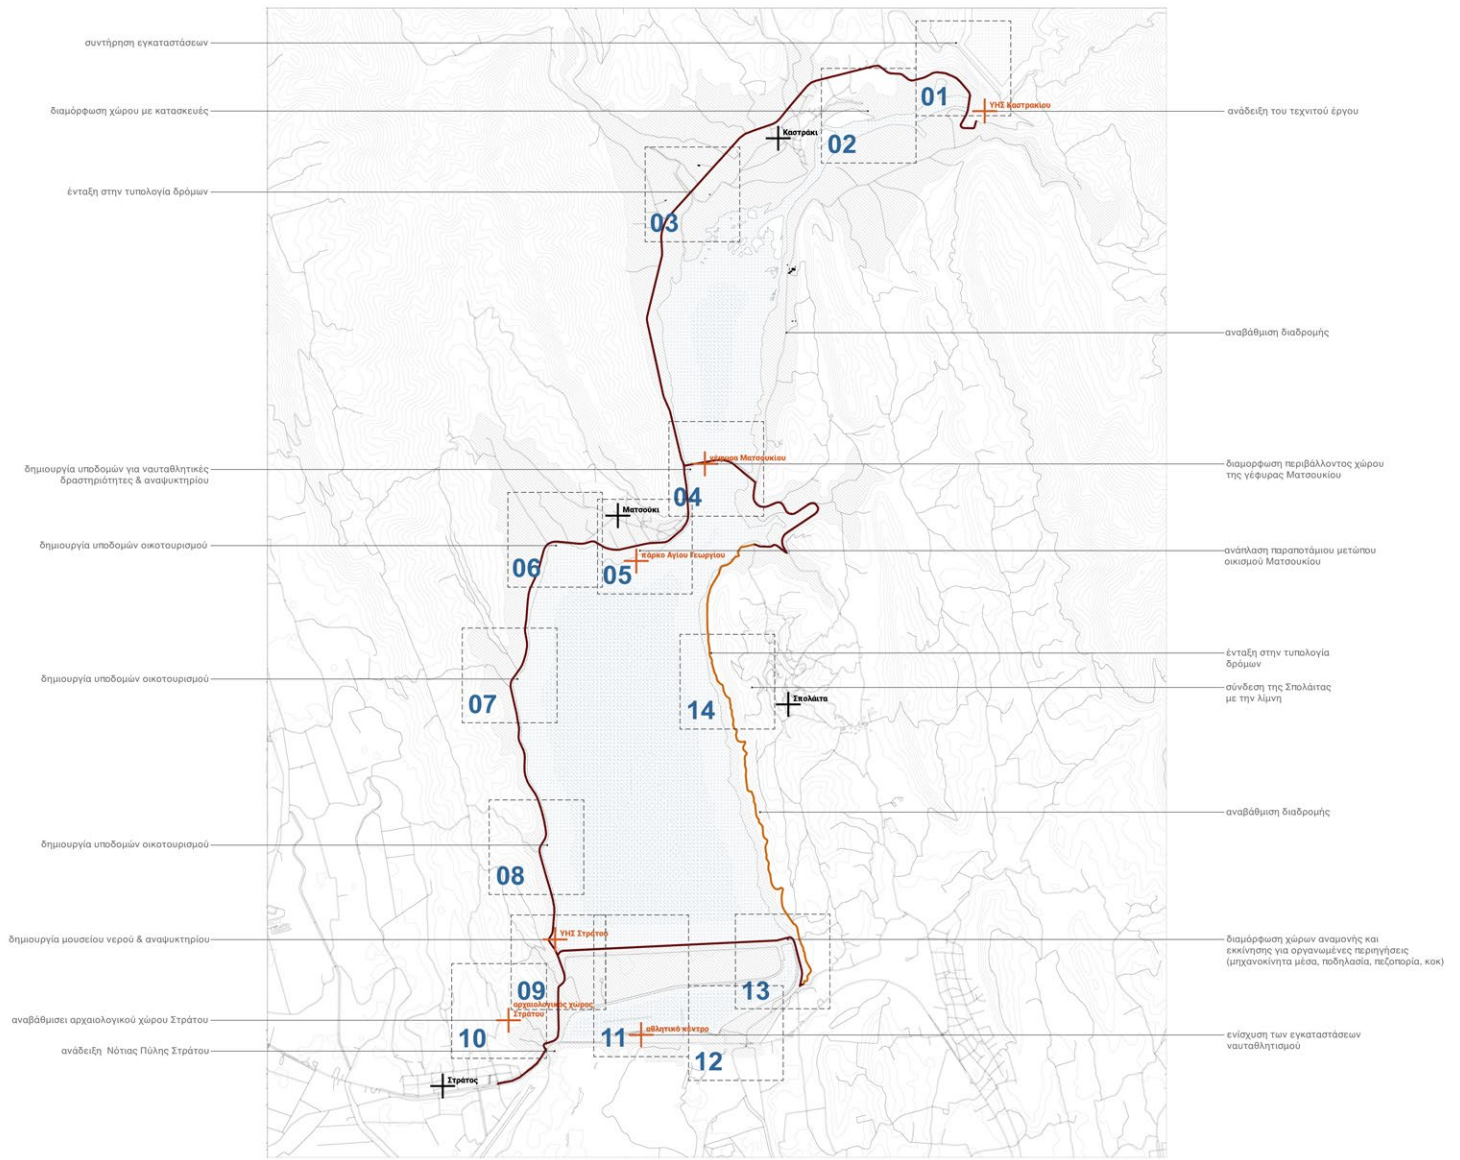 συντήρηση εγκαταστάσεων
01
ΥΗΣ Καστρακίου
διαμόρφωση χώρου με κατασκευές
ανάδειξη του τεχνιτού έργου
Καστράκι
02
ένταξη στην τυπολογία δρόμων
03
αναβάθμιση διαδρομής
γέφυρα Ματσουκίου
δημιουργία υποδομών για ναυταθλητικές
δραστηριότητες & αναψυκτηρίου
διαμορφωση περιβάλλοντος χώρου
της γέφυρας Ματσουκίου
04
Ματσούκι
δημιουργία υποδομών οικοτουρισμού
πάρκο Αγίου Γεωργίου
ανάπλαση παραποτάμιου μετώπου
οικισμού Ματσουκίου
06
05
ένταξη στην τυπολογία
δρόμων
δημιουργία υποδομών οικοτουρισμού
σύνδεση της Σπολάιτας
με την λίμνη
07
14
Σπολάιτα
αναβάθμιση διαδρομής
δημιουργία υποδομών οικοτουρισμού
08
ΥΗΣ Στράτου
δημιουργία μουσείου νερού & αναψυκτηρίου
διαμόρφωση χώρων αναμονής και
εκκίνησης για οργανωμένες περιηγήσεις
(μηχανοκίνητα μέσα, ποδηλασία, πεζοπορία, κοκ)
09
13
αρχαιολογικός χώρος
Στράτου
αναβάθμισει αρχαιολογικού χώρου Στράτου
10
11
αθλητικό κέντρο
ενίσχυση των εγκαταστάσεων
ναυταθλητισμού
ανάδειξη Νότιας Πύλης Στράτου
12
Στράτος